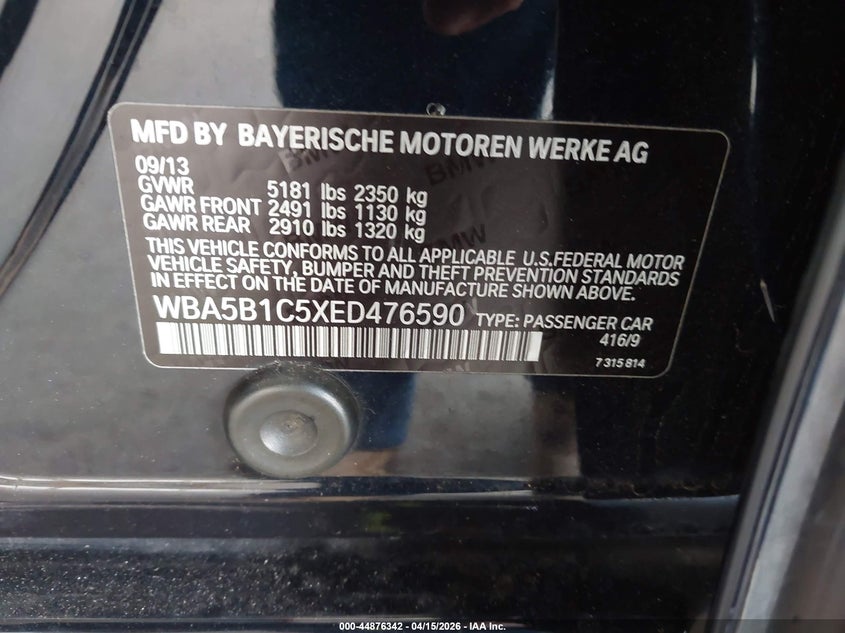 MFD BY BAYERISCHE MOTOREN WERKE AG
09/13
GVWR 5181 lbs 2350 kg
GAWR FRONT 2491 lbs 1130 kg
GAWR REAR 2910 lbs 1320 kg
THIS VEHICLE CONFORMS TO ALL APPLICABLE U.S.FEDERAL MOTOR
VEHICLE SAFETY, BUMPER AND THEFT PREVENTION STANDARDS
IN EFFECT ON THE DATE OF MANUFACTURE SHOWN ABOVE.
WBA5B1C5XED476590 TYPE: PASSENGER CAR
416/9
7 315 814
000-44876342 - 04/15/2026 - IAA Inc.